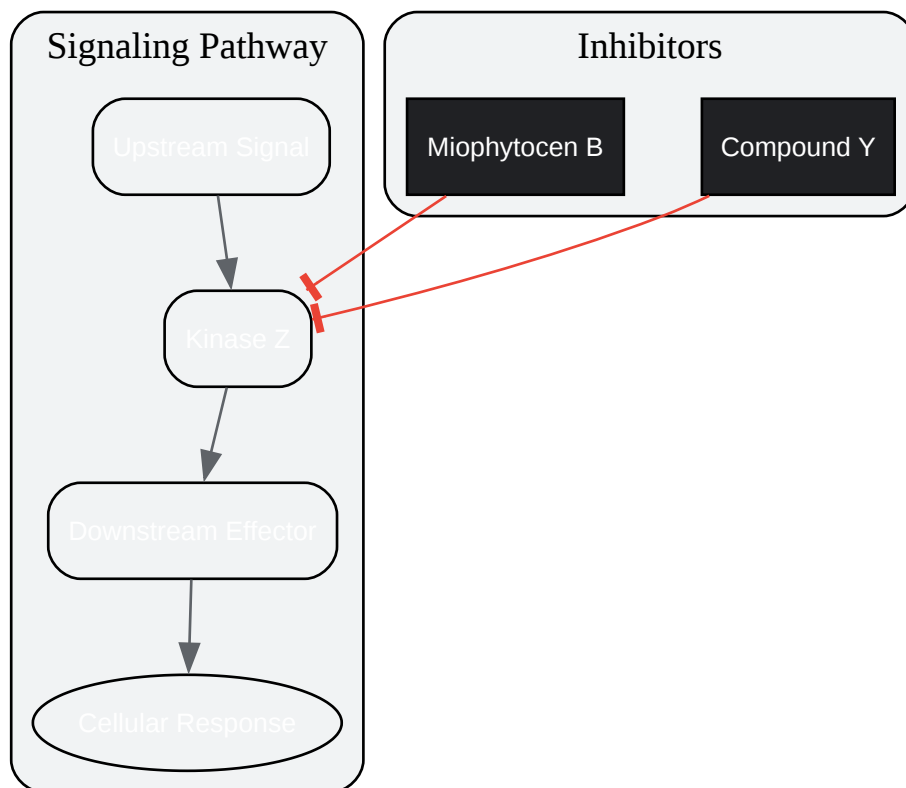 Signaling Pathway
Inhibitors
Upstream Signal
Miophytocen B
Compound Y
Kinase Z
Downstream Effector
Cellular Response